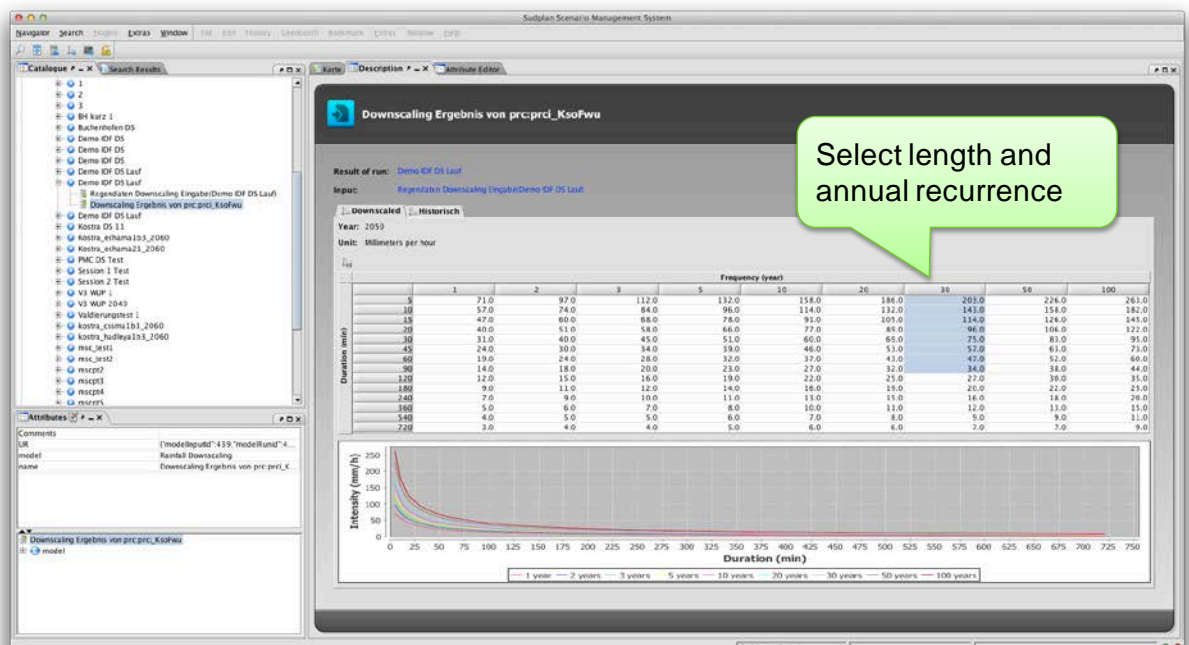 Sudplan Scenario Management System
Navigator Search Plugins Extras Window File Edit History Geodaten Bookmark Extras Window Help
Catalogue Search Results
Karte Description Attribute Editor
1
2
3
BH kurz 1
Buchenhofen DS
Demo IDF DS
Demo IDF DS
Demo IDF DS
Demo IDF DS Lauf
Demo IDF DS Lauf
Regendaten Downscaling Eingabe(Demo IDF DS Lauf)
Downscaling Ergebnis von prc:prci_KsoFwu
Demo IDF DS Lauf
Kostra DS 11
Kostra_echama1b3_2060
Kostra_echama21_2060
PMC DS Test
Session 1 Test
Session 2 Test
V3 WUP 1
V3 WUP 2040
Valdierungstest 1
kostra_cssma1b3_2060
kostra_hadleya1b3_2060
msc_test1
msc_test2
mscpt2
mscpt3
mscpt4
mscpt5
Attributes
Comments
UR {"modelInputId":439,"modelRunId":4...
model Rainfall Downscaling
name Downscaling Ergebnis von prc:prci_K...
Downscaling Ergebnis von prc:prci_KsoFwu
model
Downscaling Ergebnis von prc:prci_KsoFwu
Select length and
annual recurrence
Result of run: Demo IDF DS Lauf
Input: Regendaten Downscaling Eingabe(Demo IDF DS Lauf)
Downscaled Historisch
Year: 2050
Unit: Millimeters per hour
Frequency (year)
1 2 3 5 10 20 30 50 100
Duration (min)
5 71.0 97.0 112.0 132.0 158.0 186.0 203.0 226.0 261.0
10 57.0 74.0 84.0 96.0 114.0 132.0 143.0 158.0 182.0
15 47.0 60.0 68.0 78.0 91.0 105.0 114.0 126.0 145.0
20 40.0 51.0 58.0 66.0 77.0 89.0 96.0 106.0 122.0
30 31.0 40.0 45.0 51.0 60.0 69.0 75.0 83.0 95.0
45 24.0 30.0 34.0 39.0 46.0 53.0 57.0 63.0 73.0
60 19.0 24.0 28.0 32.0 37.0 43.0 47.0 52.0 60.0
90 14.0 18.0 20.0 23.0 27.0 32.0 34.0 38.0 44.0
120 12.0 15.0 16.0 19.0 22.0 25.0 27.0 30.0 35.0
180 9.0 11.0 12.0 14.0 16.0 19.0 20.0 22.0 25.0
240 7.0 9.0 10.0 11.0 13.0 15.0 16.0 18.0 20.0
360 5.0 6.0 7.0 8.0 10.0 11.0 12.0 13.0 15.0
540 4.0 5.0 5.0 6.0 7.0 8.0 9.0 9.0 11.0
720 3.0 4.0 4.0 5.0 6.0 6.0 7.0 7.0 9.0
Intensity (mm/h)
250
200
150
100
50
0
0 25 50 75 100 125 150 175 200 225 250 275 300 325 350 375 400 425 450 475 500 525 550 575 600 625 650 675 700 725 750
Duration (min)
1 year 2 years 3 years 5 years 10 years 20 years 30 years 50 years 100 years